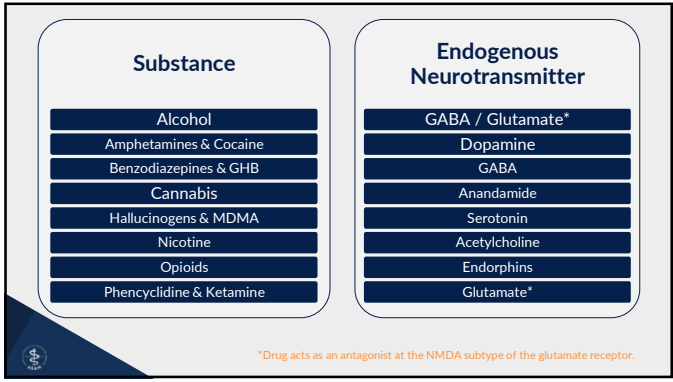 Substance
Alcohol
Amphetamines & Cocaine
Benzodiazepines & GHB
Cannabis
Hallucinogens & MDMA
Nicotine
Opioids
Phencyclidine & Ketamine
Endogenous
Neurotransmitter
GABA / Glutamate*
Dopamine
GABA
Anandamide
Serotonin
Acetylcholine
Endorphins
Glutamate*
*Drug acts as an antagonist at the NMDA subtype of the glutamate receptor.
ASAM